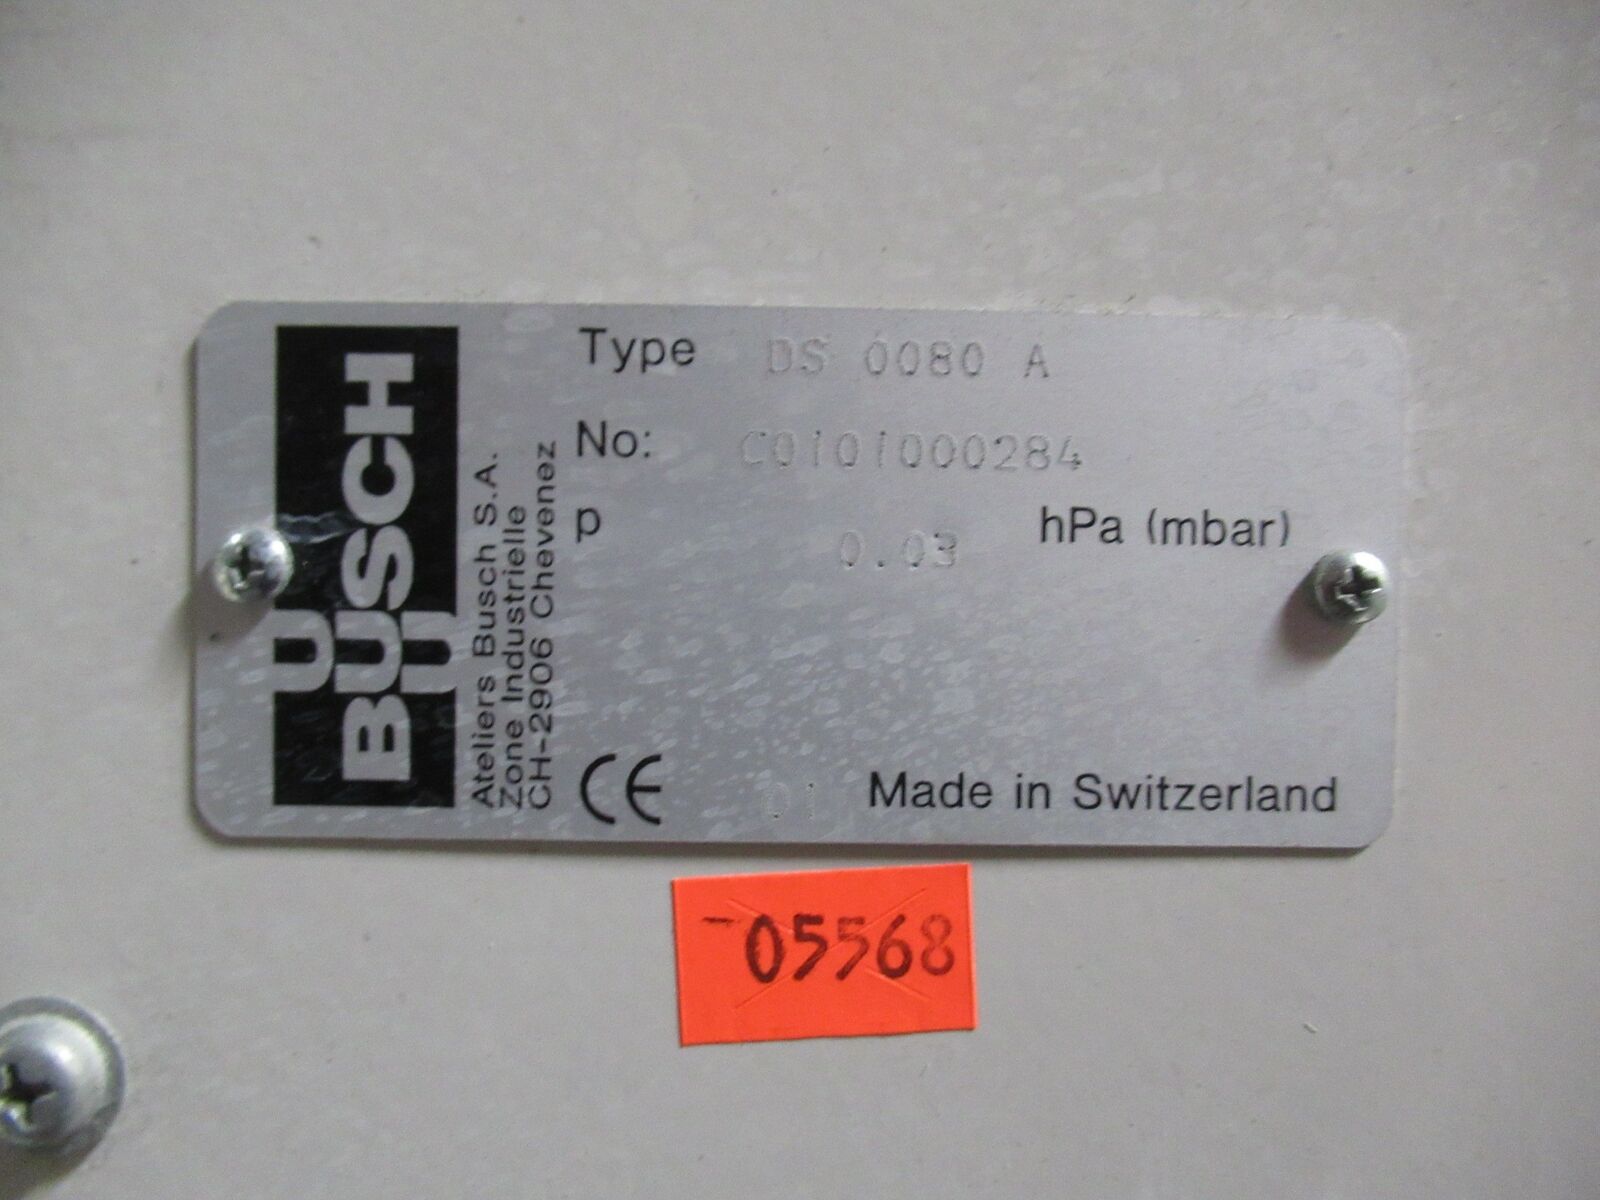 BUSCH
Ateliers Busch S.A.
Zone Industrielle
CH-2906 Chevenez
Type DS 0080 A
No: C0101000284
p 0.03 hPa (mbar)
CE 01 Made in Switzerland
-05568